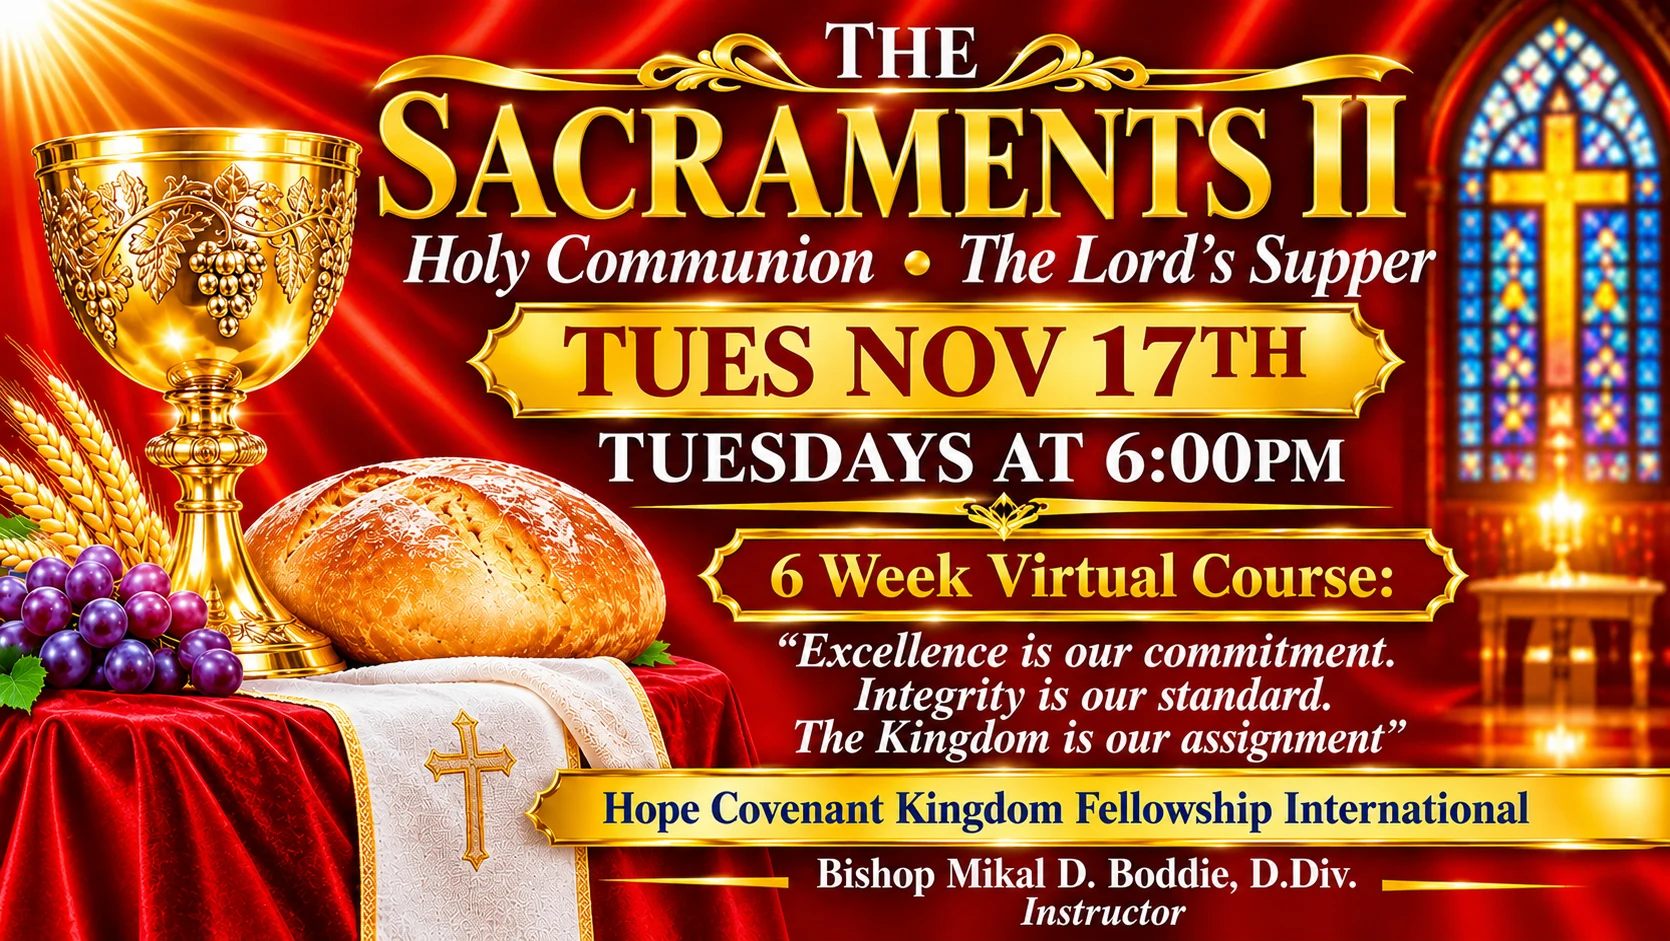 THE
SACRAMENTS II
Holy Communion • The Lord's Supper
TUES NOV 17TH
TUESDAYS AT 6:00PM
6 Week Virtual Course:
“Excellence is our commitment.
Integrity is our standard.
The Kingdom is our assignment”
Hope Covenant Kingdom Fellowship International
Bishop Mikal D. Boddie, D.Div.
Instructor